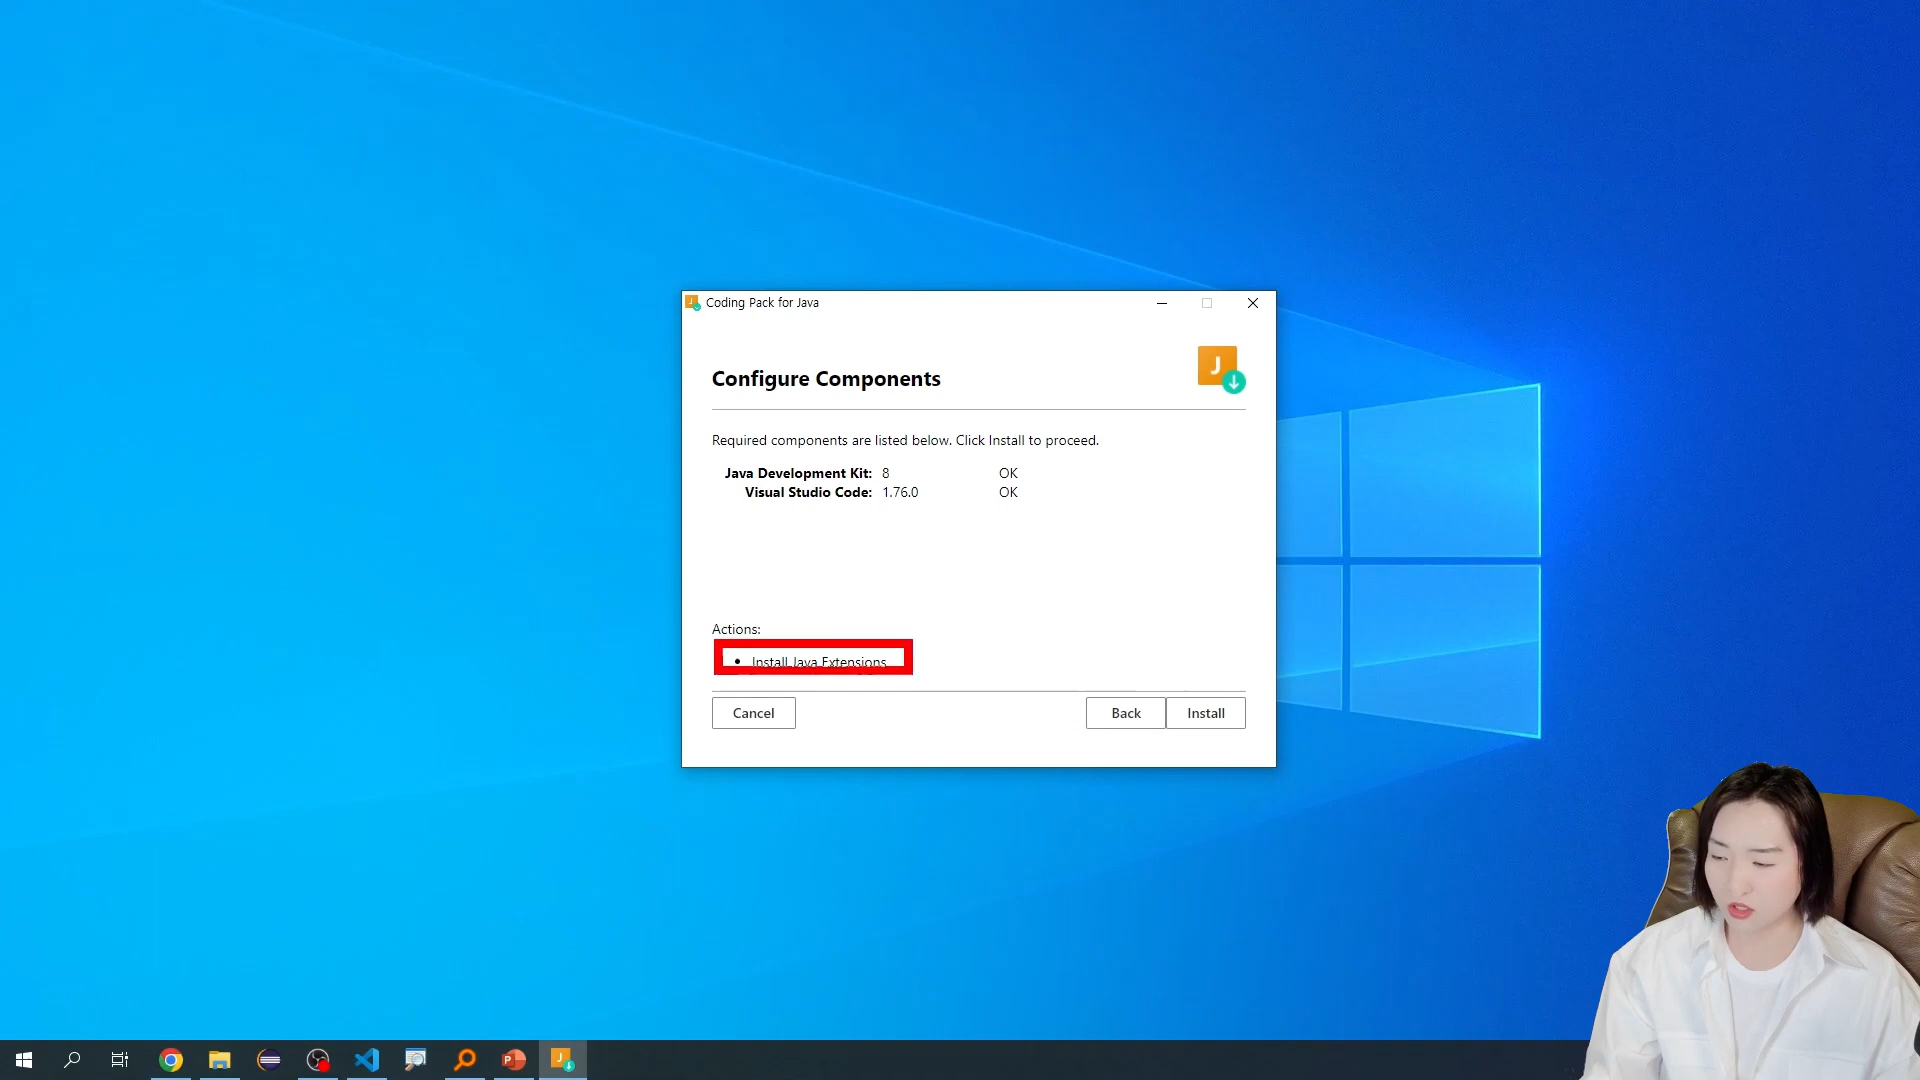 Coding Pack for Java
J
Configure Components
Required components are listed below. Click Install to proceed.
Java Development Kit: 8 OK
Visual Studio Code: 1.76.0 OK
Actions:
• Install Java Extensions
Cancel Back Install